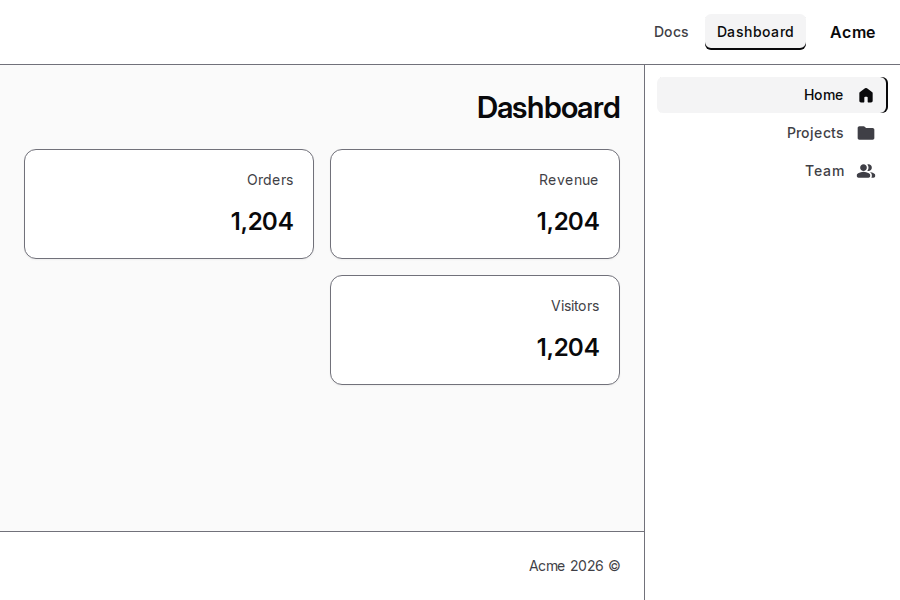 Acme
Dashboard
Docs
Home
Projects
Team
Dashboard
Revenue
1,204
Orders
1,204
Visitors
1,204
Acme 2026 ©